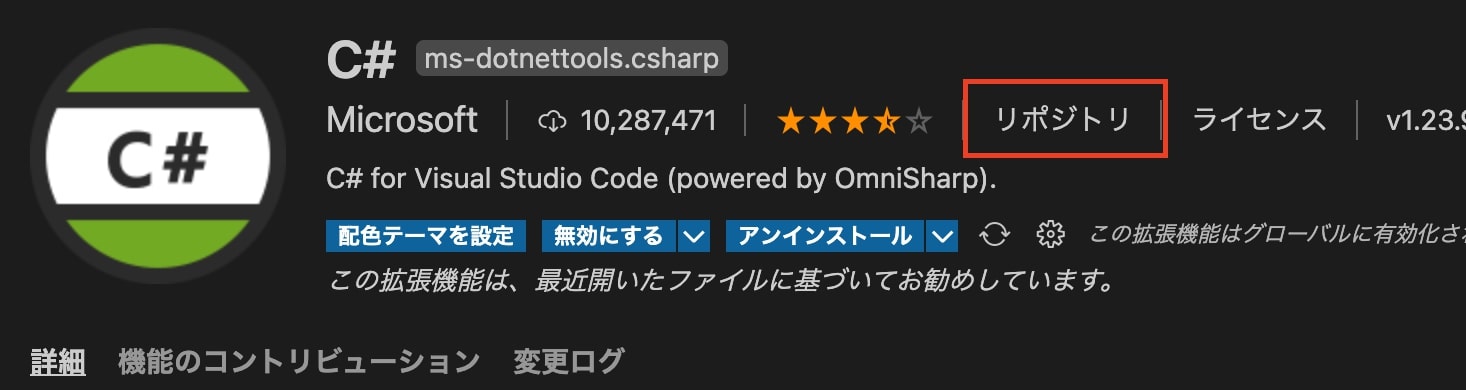 C# ms-dotnettools.csharp
Microsoft 10,287,471 リポジトリ ライセンス v1.23.9
C#
C# for Visual Studio Code (powered by OmniSharp).
配色テーマを設定 無効にする アンインストール この拡張機能はグローバルに有効化さ
この拡張機能は、最近開いたファイルに基づいてお勧めしています。
詳細 機能のコントリビューション 変更ログ